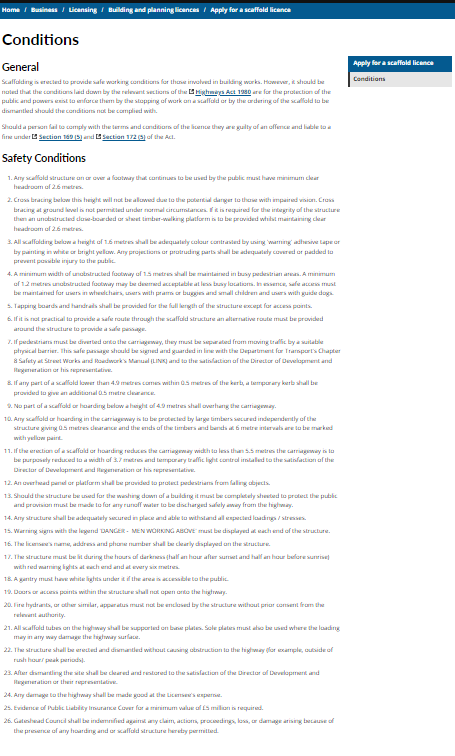 Home / Business / Licensing / Building and planning licences / Apply for a scaffold licence
Conditions
General
Scaffolding is erected to provide safe working conditions for those involved in building works. However, it should be
noted that the conditions laid down by the relevant sections of the Highways Act 1980 are for the protection of the
public and powers exist to enforce them by the stopping of work on a scaffold or by the ordering of the scaffold to be
dismantled should the conditions not be complied with.
Should a person fail to comply with the terms and conditions of the licence they are guilty of an offence and liable to a
fine under Section 169 (5) and Section 172 (5) of the Act.
Apply for a scaffold licence
Conditions
Safety Conditions
1. Any scaffold structure on or over a footway that continues to be used by the public must have minimum clear
headroom of 2.6 metres.
2. Cross bracing below this height will not be allowed due to the potential danger to those with impaired vision. Cross
bracing at ground level is not permitted under normal circumstances. If it is required for the integrity of the structure
then an unobstructed close-boarded or sheet timber-walking platform is to be provided whilst maintaining clear
headroom of 2.6 metres.
3. All scaffolding below a height of 1.6 metres shall be adequately colour contrasted by using 'warning' adhesive tape or
by painting in white or bright yellow. Any projections or protruding parts shall be adequately covered or padded to
prevent possible injury to the public.
4. A minimum width of unobstructed footway of 1.5 metres shall be maintained in busy pedestrian areas. A minimum
of 1.2 metres unobstructed footway may be deemed acceptable at less busy locations. In essence, safe access must
be maintained for users in wheelchairs, users with prams or buggies and small children and users with guide dogs.
5. Tapping boards and handrails shall be provided for the full length of the structure except for access points.
6. If it is not practical to provide a safe route through the scaffold structure an alternative route must be provided
around the structure to provide a safe passage.
7. If pedestrians must be diverted onto the carriageway, they must be separated from moving traffic by a suitable
physical barrier. This safe passage should be signed and guarded in line with the Department for Transport's Chapter
8 Safety at Street Works and Roadwork's Manual (LINK) and to the satisfaction of the Director of Development and
Regeneration or his representative.
8. If any part of a scaffold lower than 4.9 metres comes within 0.5 metres of the kerb, a temporary kerb shall be
provided to give an additional 0.5 metre clearance.
9. No part of a scaffold or hoarding below a height of 4.9 metres shall overhang the carriageway.
10. Any scaffold or hoarding in the carriageway is to be protected by large timbers secured independently of the
structure giving 0.5 metres clearance and the ends of the timbers and bands at 6 metre intervals are to be marked
with yellow paint.
11. If the erection of a scaffold or hoarding reduces the carriageway width to less than 5.5 metres the carriageway is to
be purposely reduced to a width of 3.7 metres and temporary traffic light control installed to the satisfaction of the
Director of Development and Regeneration or his representative.
12. An overhead panel or platform shall be provided to protect pedestrians from falling objects.
13. Should the structure be used for the washing down of a building it must be completely sheeted to protect the public
and provision must be made to for any runoff water to be discharged safely away from the highway.
14. Any structure shall be adequately secured in place and able to withstand all expected loadings / stresses.
15. Warning signs with the legend 'DANGER - MEN WORKING ABOVE' must be displayed at each end of the structure.
16. The licensee's name, address and phone number shall be clearly displayed on the structure.
17. The structure must be lit during the hours of darkness (half an hour after sunset and half an hour before sunrise)
with red warning lights at each end and at every six metres.
18. A gantry must have white lights under it if the area is accessible to the public.
19. Doors or access points within the structure shall not open onto the highway.
20. Fire hydrants, or other similar, apparatus must not be enclosed by the structure without prior consent from the
relevant authority.
21. All scaffold tubes on the highway shall be supported on base plates. Sole plates must also be used where the loading
may in any way damage the highway surface.
22. The structure shall be erected and dismantled without causing obstruction to the highway (for example, outside of
rush hour/ peak periods).
23. After dismantling the site shall be cleared and restored to the satisfaction of the Director of Development and
Regeneration or their representative.
24. Any damage to the highway shall be made good at the Licensee's expense.
25. Evidence of Public Liability Insurance Cover for a minimum value of £5 million is required.
26. Gateshead Council shall be indemnified against any claim, actions, proceedings, loss, or damage arising because of
the presence of any hoarding and or scaffold structure hereby permitted.